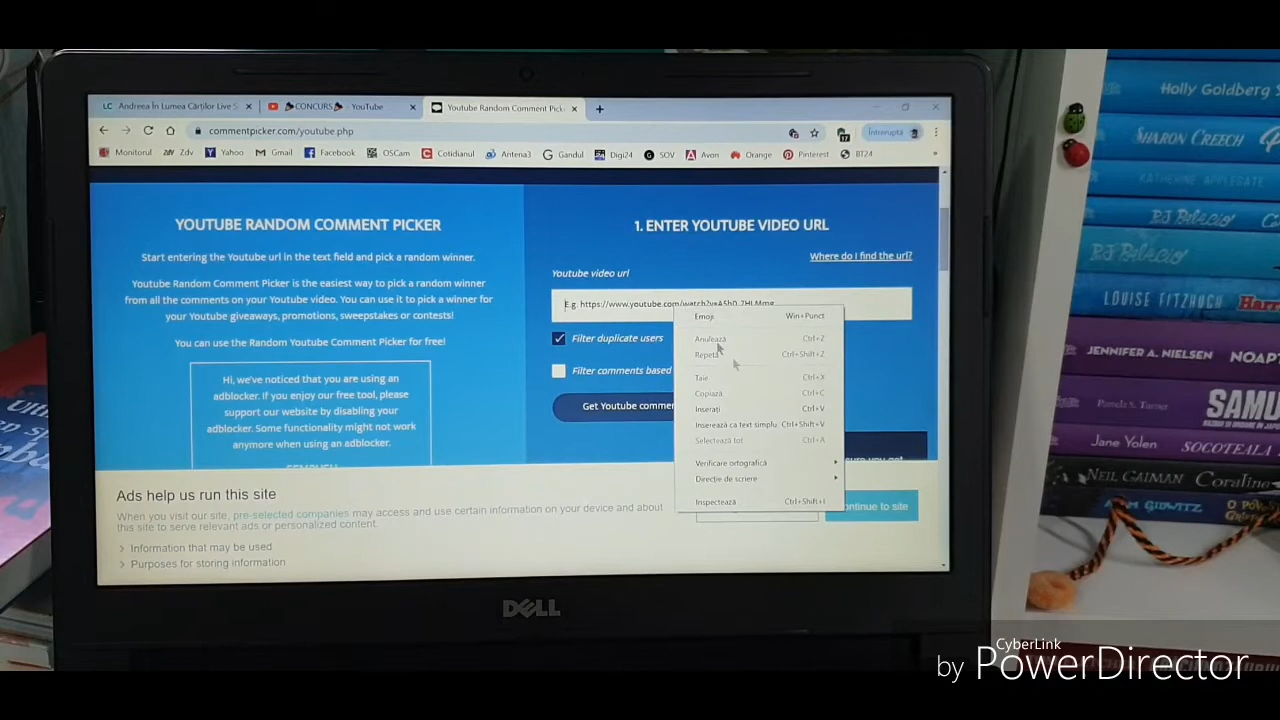 LC Andreea În Lumea Cărților Live S
CONCURS YouTube
Youtube Random Comment Pick
commentpicker.com/youtube.php
Întreruptă
Monitorul Zdv Yahoo Gmail Facebook OSCam Cotidianul Antena3 Gandul Digi24 SOV Avon Orange Pinterest BT24
YOUTUBE RANDOM COMMENT PICKER
Start entering the Youtube url in the text field and pick a random winner.
Youtube Random Comment Picker is the easiest way to pick a random winner
from all the comments on your Youtube video. You can use it to pick a winner
for your Youtube giveaways, promotions, sweepstakes or contests!
You can use the Random Youtube Comment Picker for free!
Hi, we've noticed that you are using an
adblocker. If you enjoy our free tool, please
support our website by disabling your
adblocker. Some functionality might not work
anymore when using an adblocker.
1. ENTER YOUTUBE VIDEO URL
Where do I find the url?
Youtube video url
E.g. https://www.youtube.com/watch?v=
Filter duplicate users
Filter comments based
Get Youtube commen
Emoji Win+Punct
Anulează Ctrl+Z
Repetă Ctrl+Shift+Z
Taie Ctrl+X
Copiază Ctrl+C
Inserați Ctrl+V
Inserează ca text simplu Ctrl+Shift+V
Selectează tot Ctrl+A
Verificare ortografică
Direcție de scriere
Inspectează Ctrl+Shift+I
Ads help us run this site
When you visit our site, pre-selected companies may access and use certain information on your device and about
this site to serve relevant ads or personalized content.
Information that may be used
Purposes for storing information
ontinue to site
DELL
Holly Goldberg S
SHARON CREECH
KATHERINE APPLEGATE
R.J. Palacio
R.J. Palacio
LOUISE FITZHUGH Harr
JENNIFER A. NIELSEN NOAP
Pamela S. Turner SAMU
Jane Yolen SOCOTEALA
NEIL GAIMAN Coraline
ADAM GIDWITZ
CyberLink
by PowerDirector